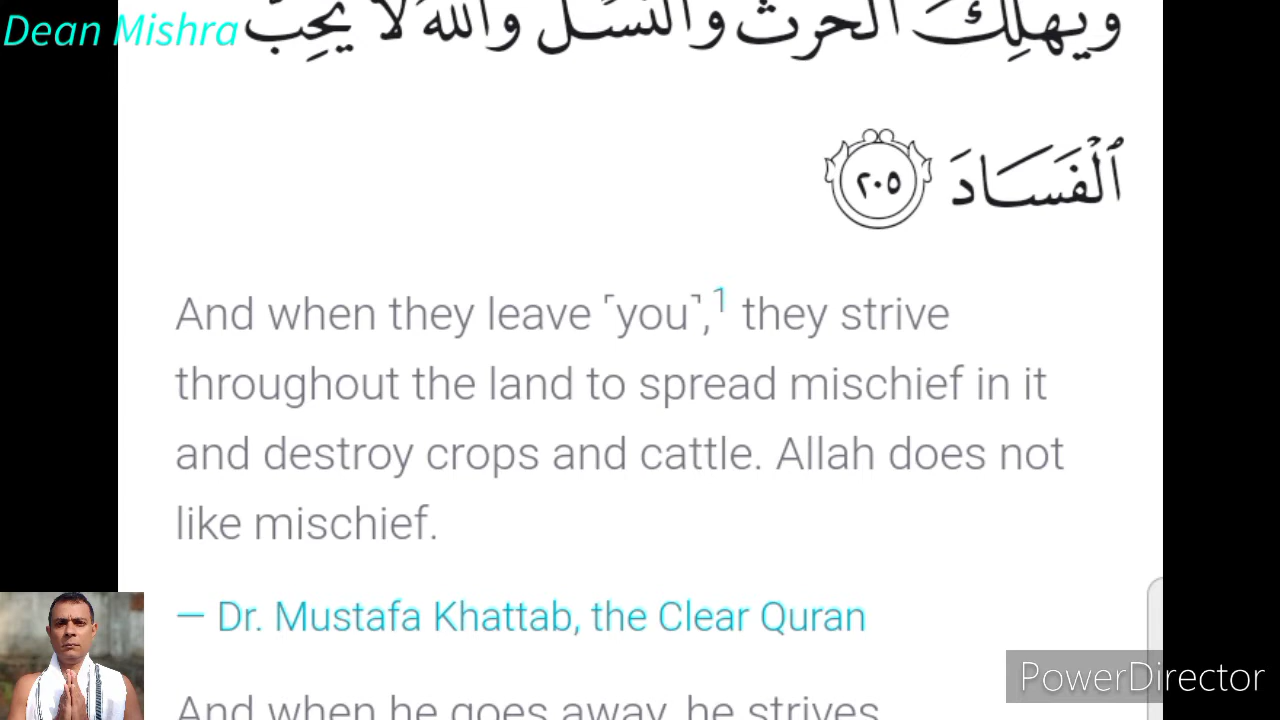 Dean Mishra
ويهلك الحرث والنسل والله لا يحب
ٱلْفَسَادَ ٢٠٥
And when they leave ˹you˺,1 they strive
throughout the land to spread mischief in it
and destroy crops and cattle. Allah does not
like mischief.
— Dr. Mustafa Khattab, the Clear Quran
And when he goes away, he strives
PowerDirector